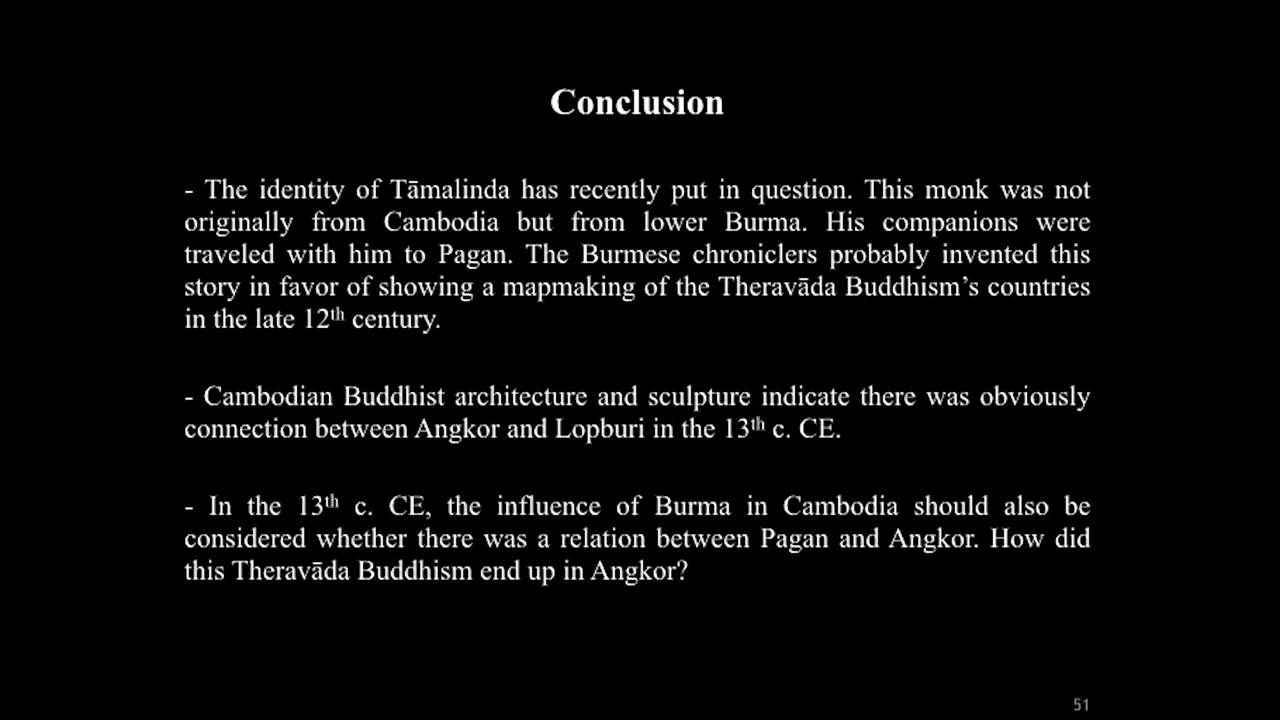 Conclusion
- The identity of Tāmalinda has recently put in question. This monk was not
originally from Cambodia but from lower Burma. His companions were
traveled with him to Pagan. The Burmese chroniclers probably invented this
story in favor of showing a mapmaking of the Theravāda Buddhism’s countries
in the late 12th century.
- Cambodian Buddhist architecture and sculpture indicate there was obviously
connection between Angkor and Lopburi in the 13th c. CE.
- In the 13th c. CE, the influence of Burma in Cambodia should also be
considered whether there was a relation between Pagan and Angkor. How did
this Theravāda Buddhism end up in Angkor?
51